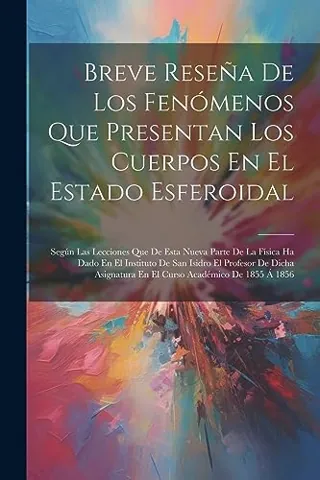 Breve Reseña De
Los Fenómenos
Que Presentan Los
Cuerpos En El
Estado Esferoidal
Según Las Lecciones Que De Esta Nueva Parte De La Física Ha
Dado En El Instituto De San Isidro El Profesor De Dicha
Asignatura En El Curso Académico De 1855 Á 1856